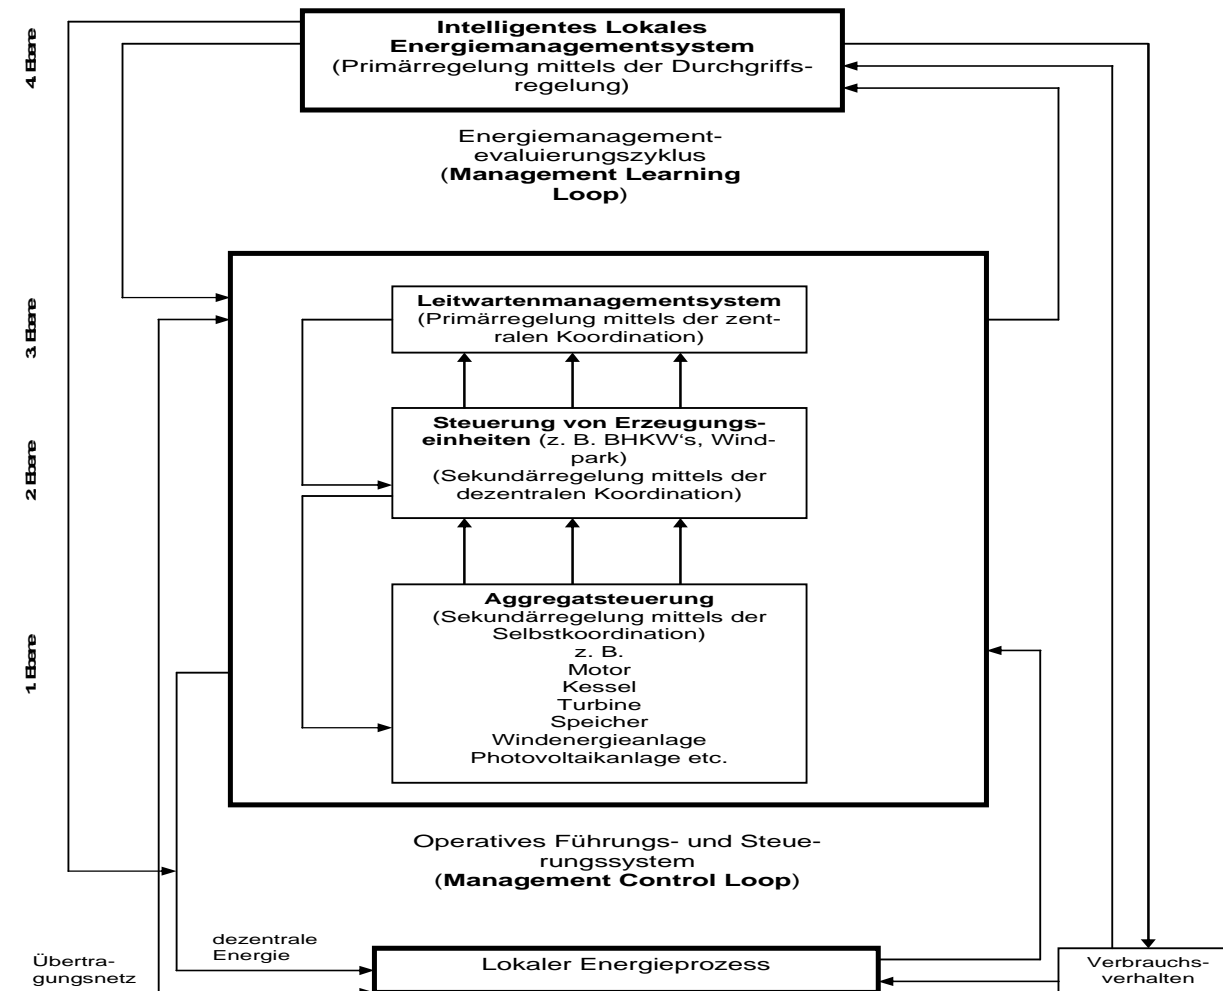 4. Ebene
Intelligentes Lokales
Energiemanagementsystem
(Primärregelung mittels der Durchgriffs-
regelung)
Energiemanagement-
evaluierungszyklus
(Management Learning
Loop)
3. Ebene
Leitwartenmanagementsystem
(Primärregelung mittels der zent-
ralen Koordination)
2. Ebene
Steuerung von Erzeugungs-
einheiten (z. B. BHKW‘s, Wind-
park)
(Sekundärregelung mittels der
dezentralen Koordination)
1. Ebene
Aggregatsteuerung
(Sekundärregelung mittels der
Selbstkoordination)
z. B.
Motor
Kessel
Turbine
Speicher
Windenergieanlage
Photovoltaikanlage etc.
Operatives Führungs- und Steue-
rungssystem
(Management Control Loop)
dezentrale
Energie
Übertra-
gungsnetz
Lokaler Energieprozess
Verbrauchs-
verhalten